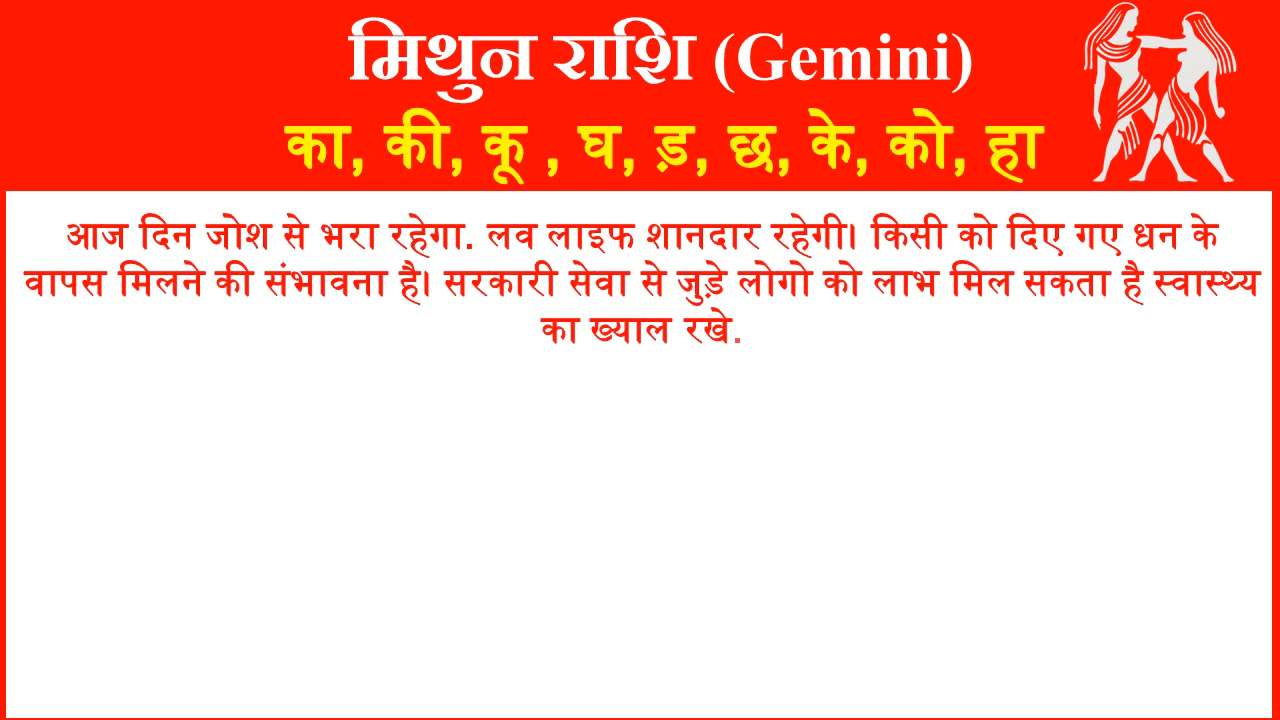 मिथुन राशि (Gemini)
का, की, कू , घ, ड़, छ, के, को, हा
आज दिन जोश से भरा रहेगा. लव लाइफ शानदार रहेगी। किसी को दिए गए धन के
वापस मिलने की संभावना है। सरकारी सेवा से जुड़े लोगो को लाभ मिल सकता है स्वास्थ्य
का ख्याल रखे.